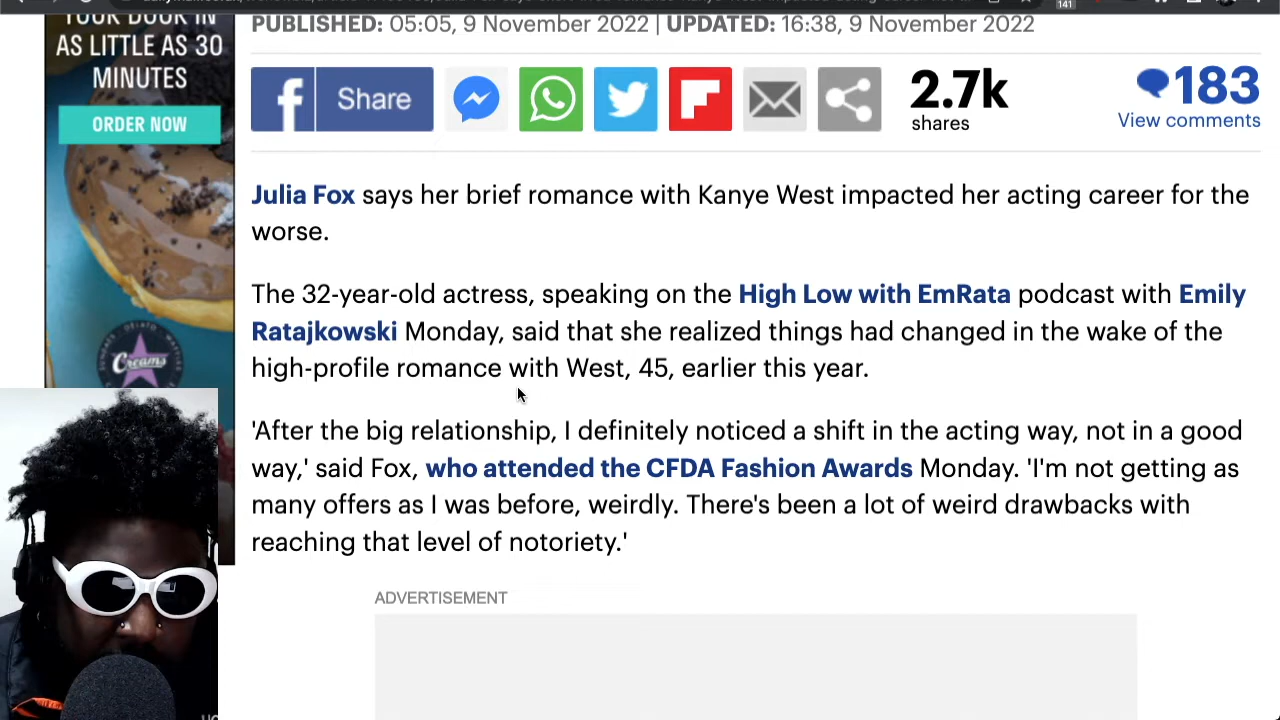 YOUR DOOR IN
AS LITTLE AS 30
MINUTES
ORDER NOW
Creams
PUBLISHED: 05:05, 9 November 2022 | UPDATED: 16:38, 9 November 2022
Share
2.7k
shares
183
View comments
Julia Fox says her brief romance with Kanye West impacted her acting career for the
worse.
The 32-year-old actress, speaking on the High Low with EmRata podcast with Emily
Ratajkowski Monday, said that she realized things had changed in the wake of the
high-profile romance with West, 45, earlier this year.
'After the big relationship, I definitely noticed a shift in the acting way, not in a good
way,' said Fox, who attended the CFDA Fashion Awards Monday. 'I'm not getting as
many offers as I was before, weirdly. There's been a lot of weird drawbacks with
reaching that level of notoriety.'
ADVERTISEMENT
141